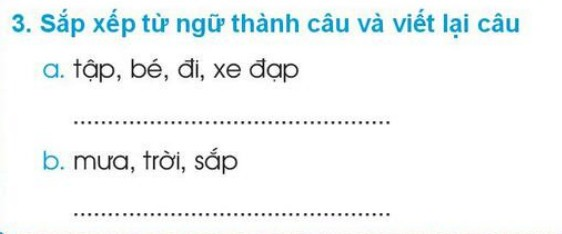 3. Sắp xếp từ ngữ thành câu và viết lại câu
a. tập, bé, đi, xe đạp
..............................................
b. mưa, trời, sắp
..............................................